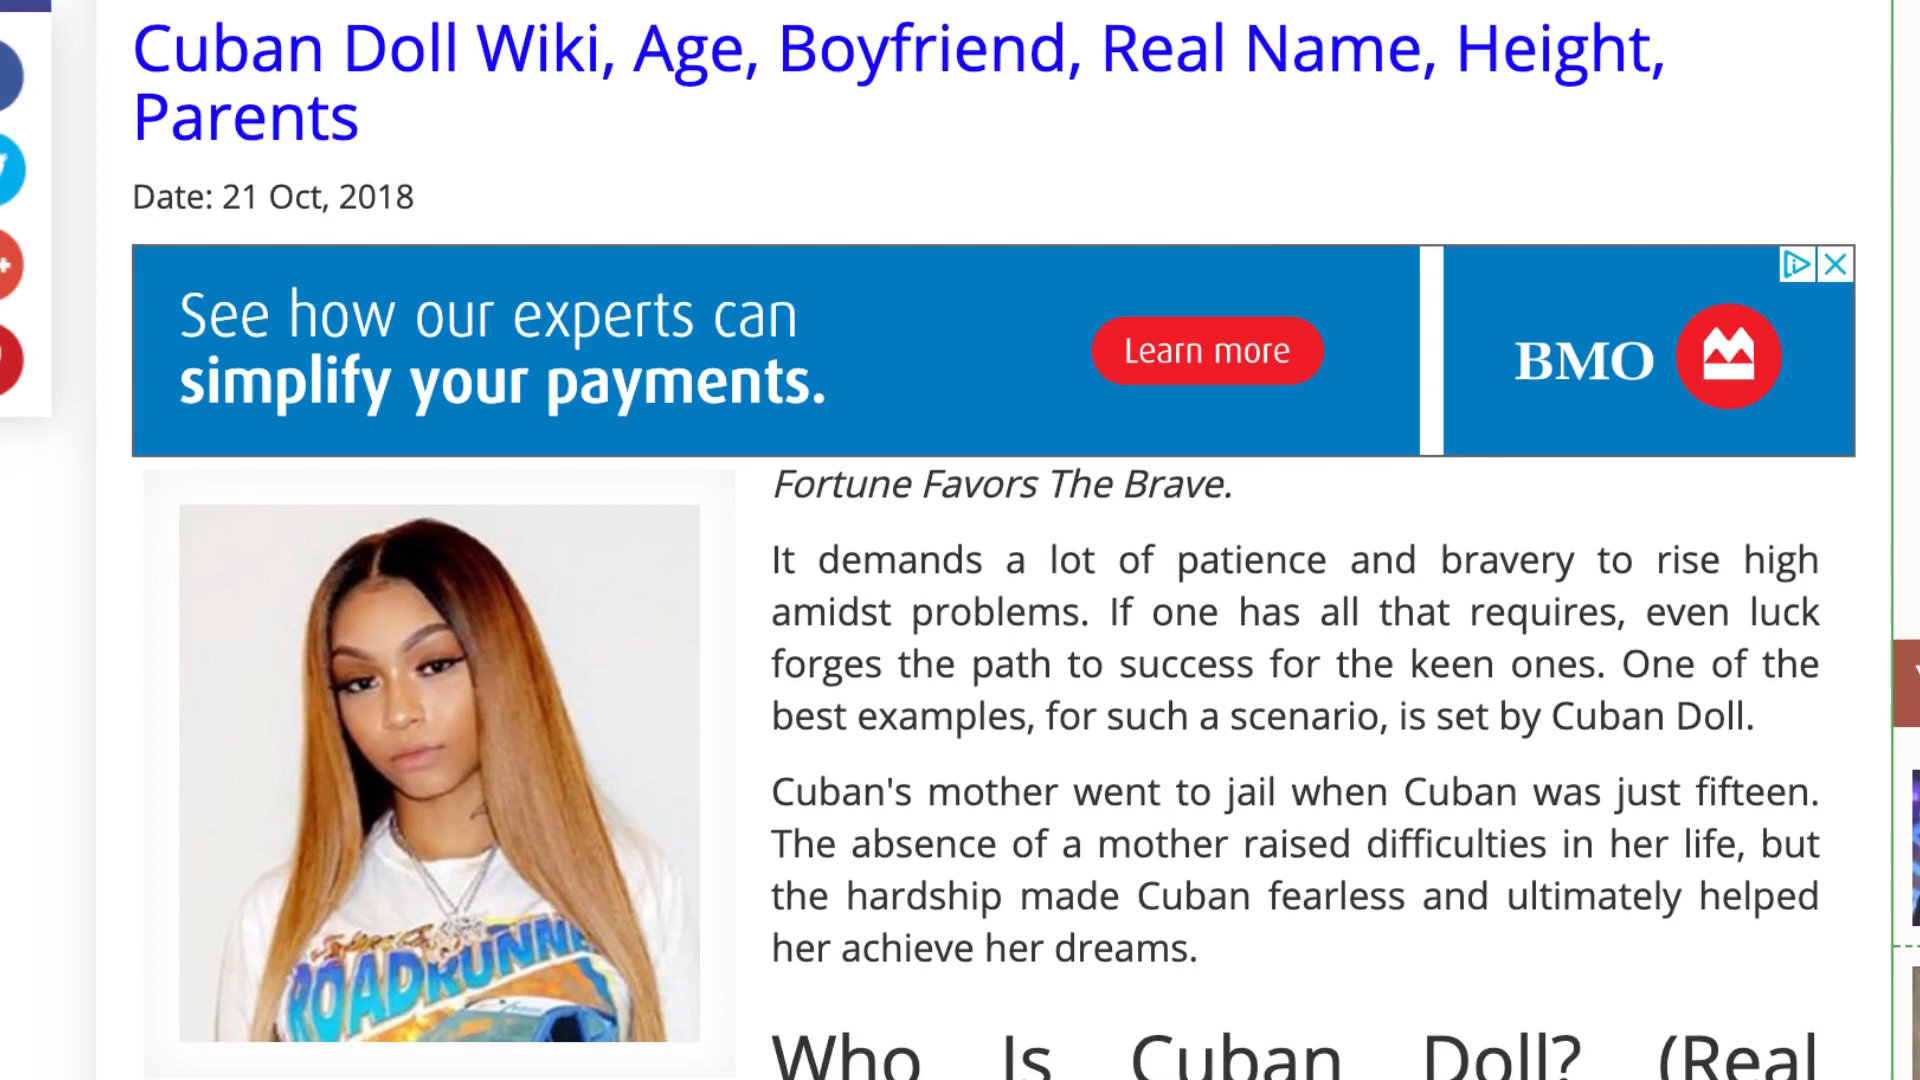 Cuban Doll Wiki, Age, Boyfriend, Real Name, Height,
Parents
Date: 21 Oct, 2018
See how our experts can
simplify your payments.
Learn more
BMO
Fortune Favors The Brave.
It demands a lot of patience and bravery to rise high
amidst problems. If one has all that requires, even luck
forges the path to success for the keen ones. One of the
best examples, for such a scenario, is set by Cuban Doll.
Cuban's mother went to jail when Cuban was just fifteen.
The absence of a mother raised difficulties in her life, but
the hardship made Cuban fearless and ultimately helped
her achieve her dreams.
ROADRUNNE
Who Is Cuban Doll? (Real